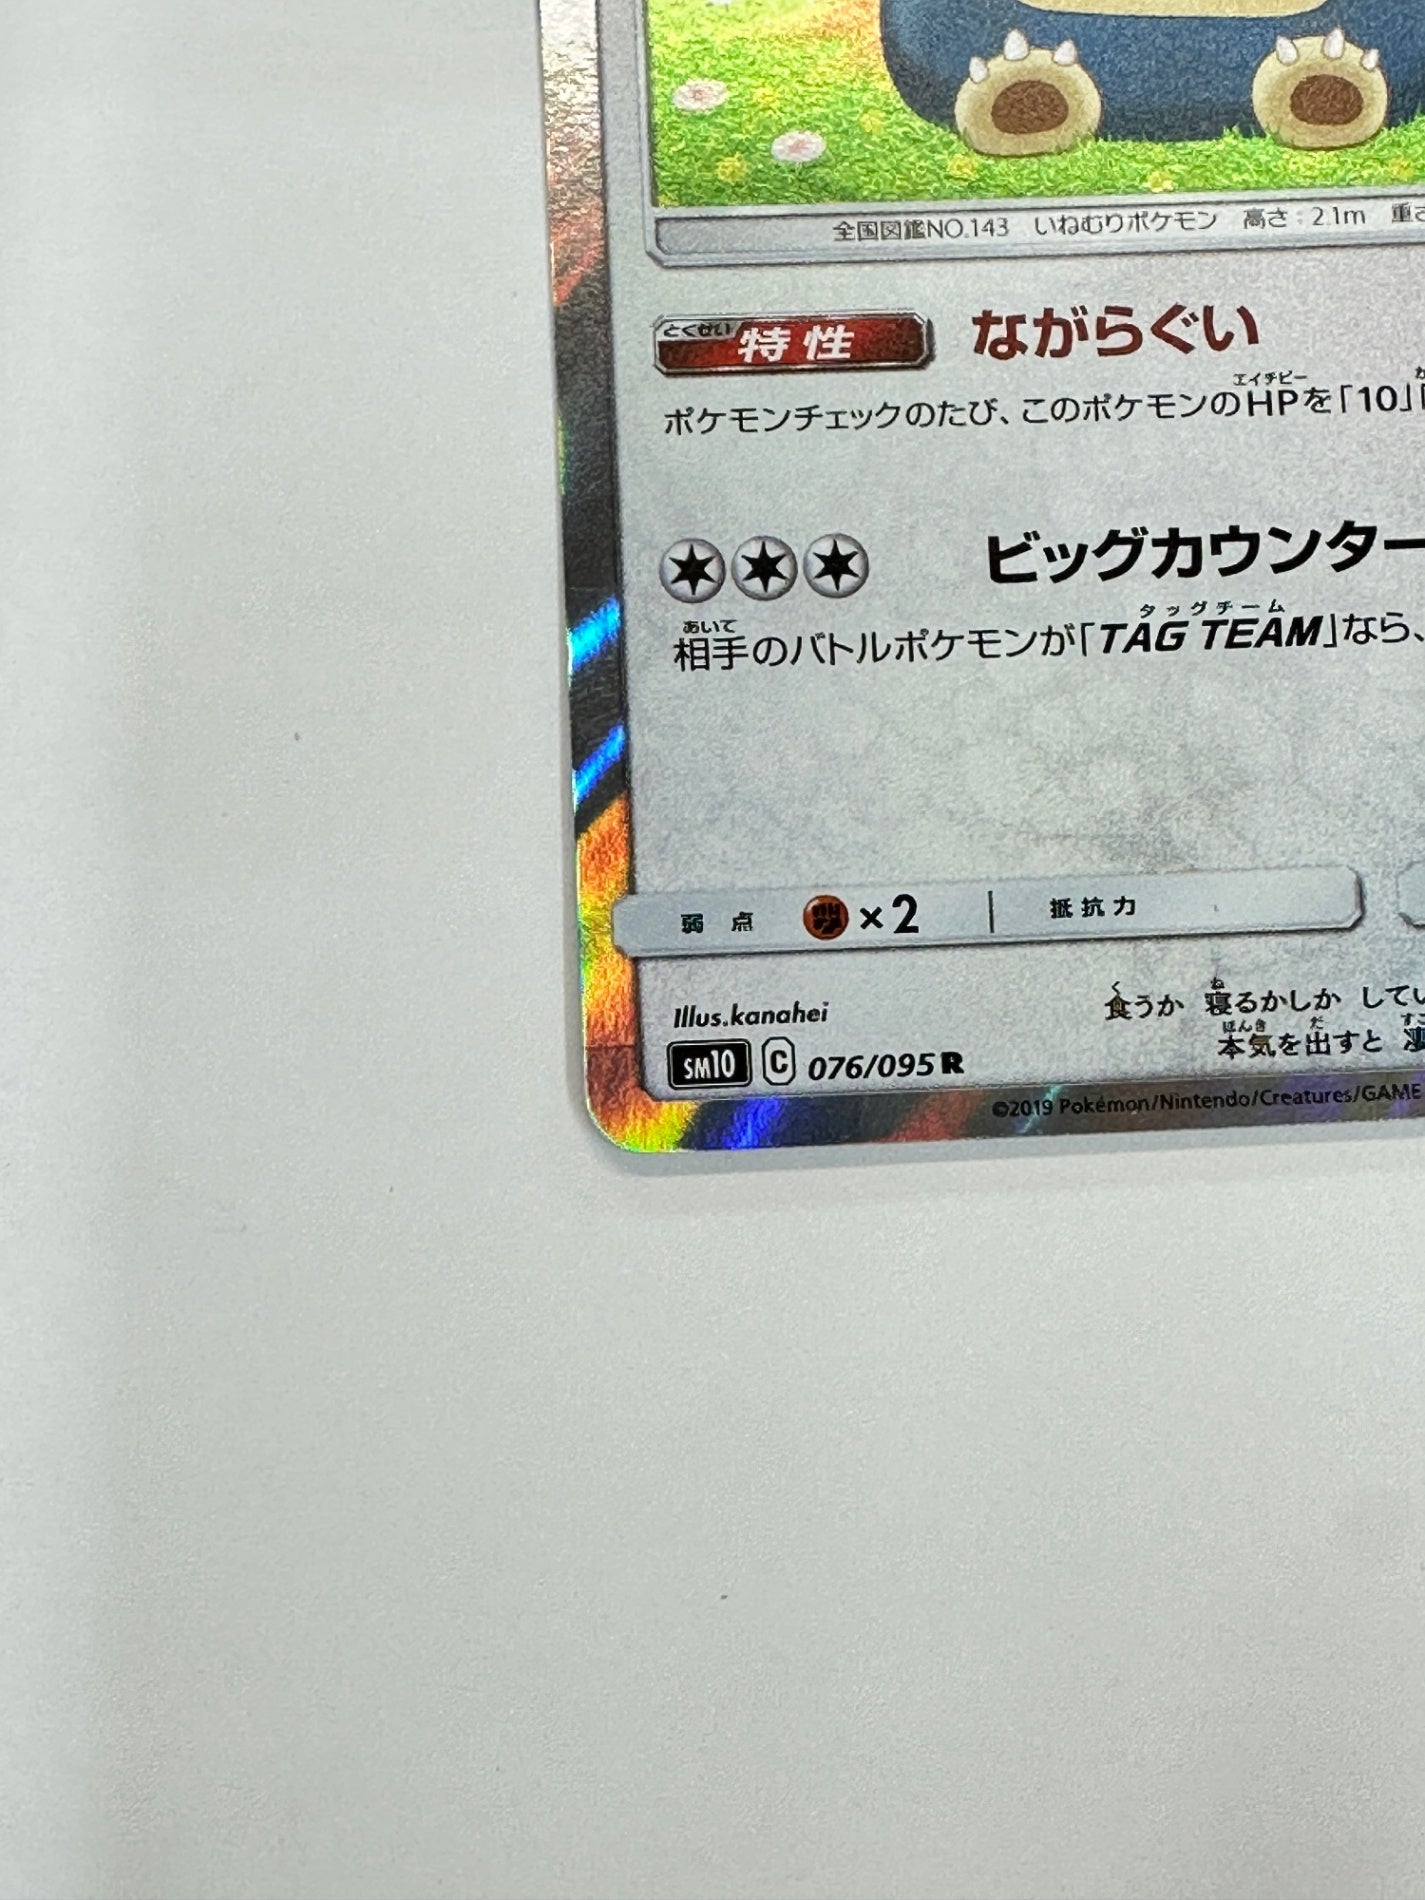 全国図鑑NO.143 いねむりポケモン 高さ：2.1m 重さ
とくせい
特性 ながらぐい
エイチピー
ポケモンチェックのたび、このポケモンのHPを「10」
ビッグカウンター
あいて タッグチーム
相手のバトルポケモンが「TAG TEAM」なら、
弱点 ×2 抵抗力
Illus.kanahei
く ね
食うか 寝るかしか してい
ほんき だ すご
本気を出すと
SM10 C 076/095 R
©2019 Pokémon/Nintendo/Creatures/GAME